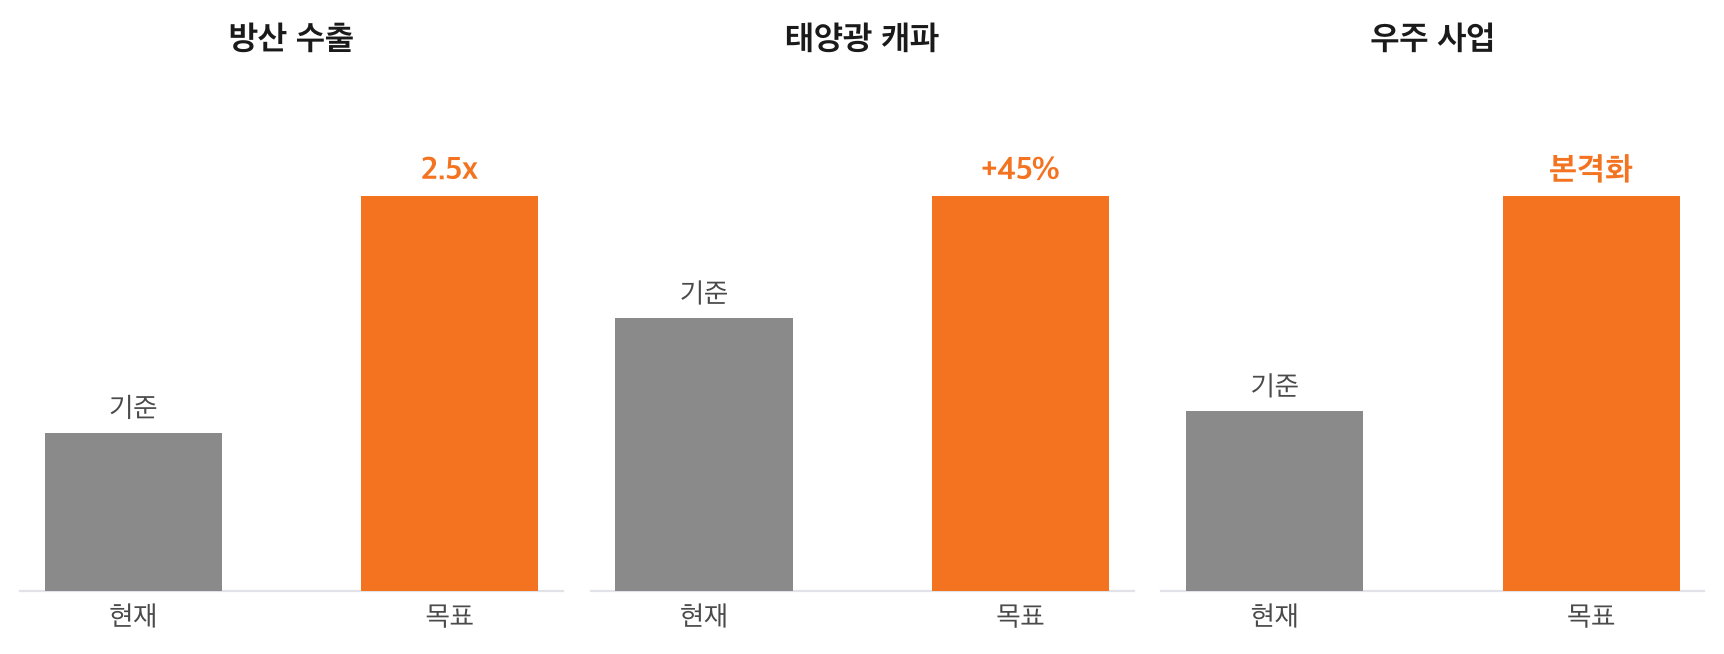 방산 수출
2.5x
기준
현재
목표
태양광 캐파
+45%
기준
현재
목표
우주 사업
본격화
기준
현재
목표